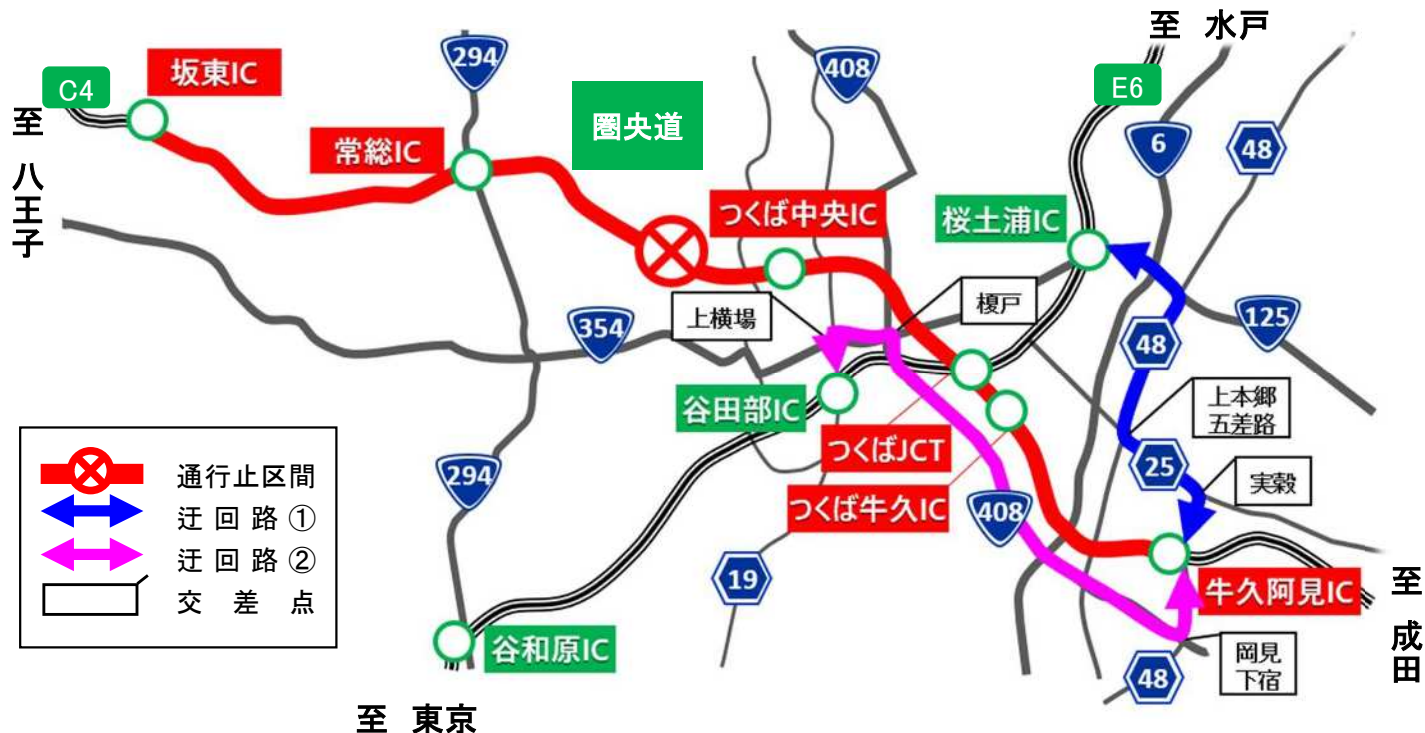 至 水戸
C4
坂東IC
294
408
E6
圏央道
至 八王子
常総IC
6
48
つくば中央IC
桜土浦IC
上横場
榎戸
354
48
125
谷田部IC
上本郷
五差路
つくばJCT
25
実穀
294
つくば牛久IC
408
通行止区間
迂回路①
迂回路②
交差点
19
牛久阿見IC
至 成田
谷和原IC
岡見
下宿
48
至 東京